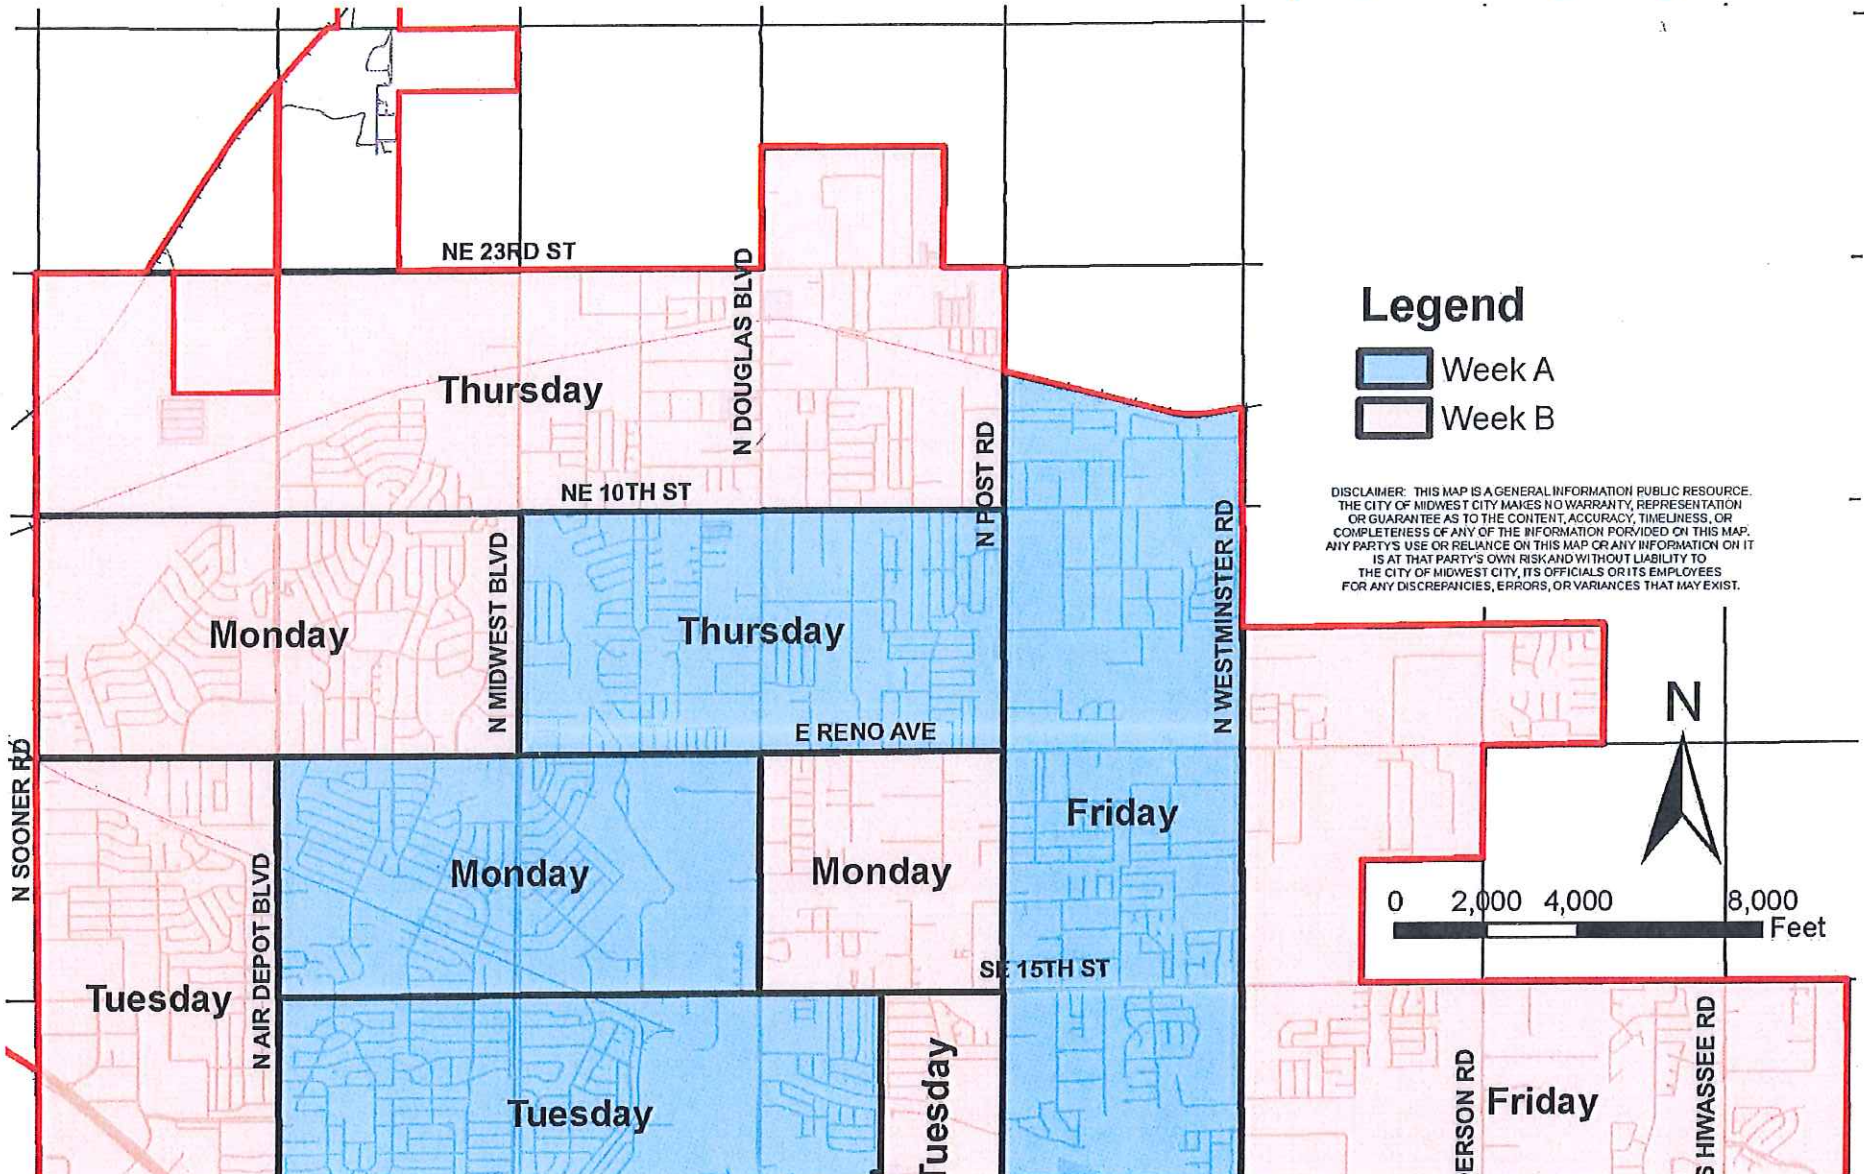 NE 23RD ST
N DOUGLAS BLVD
Legend
Week A
Week B
Thursday
N POST RD
NE 10TH ST
DISCLAIMER: THIS MAP IS A GENERAL INFORMATION PUBLIC RESOURCE.
THE CITY OF MIDWEST CITY MAKES NO WARRANTY, REPRESENTATION
OR GUARANTEE AS TO THE CONTENT, ACCURACY, TIMELINESS, OR
COMPLETENESS OF ANY OF THE INFORMATION PORVIDED ON THIS MAP.
ANY PARTY'S USE OR RELIANCE ON THIS MAP OR ANY INFORMATION ON IT
IS AT THAT PARTY'S OWN RISK AND WITHOUT LIABILITY TO
THE CITY OF MIDWEST CITY, ITS OFFICIALS OR ITS EMPLOYEES
FOR ANY DISCREPANCIES, ERRORS, OR VARIANCES THAT MAY EXIST.
N WESTMINSTER RD
N MIDWEST BLVD
Monday
Thursday
E RENO AVE
N
N SOONER RD
Friday
Monday
Monday
N AIR DEPOT BLVD
0 2,000 4,000 8,000
Feet
SE 15TH ST
Tuesday
Tuesday
Tuesday
ERSON RD
Friday
S HIWASSEE RD